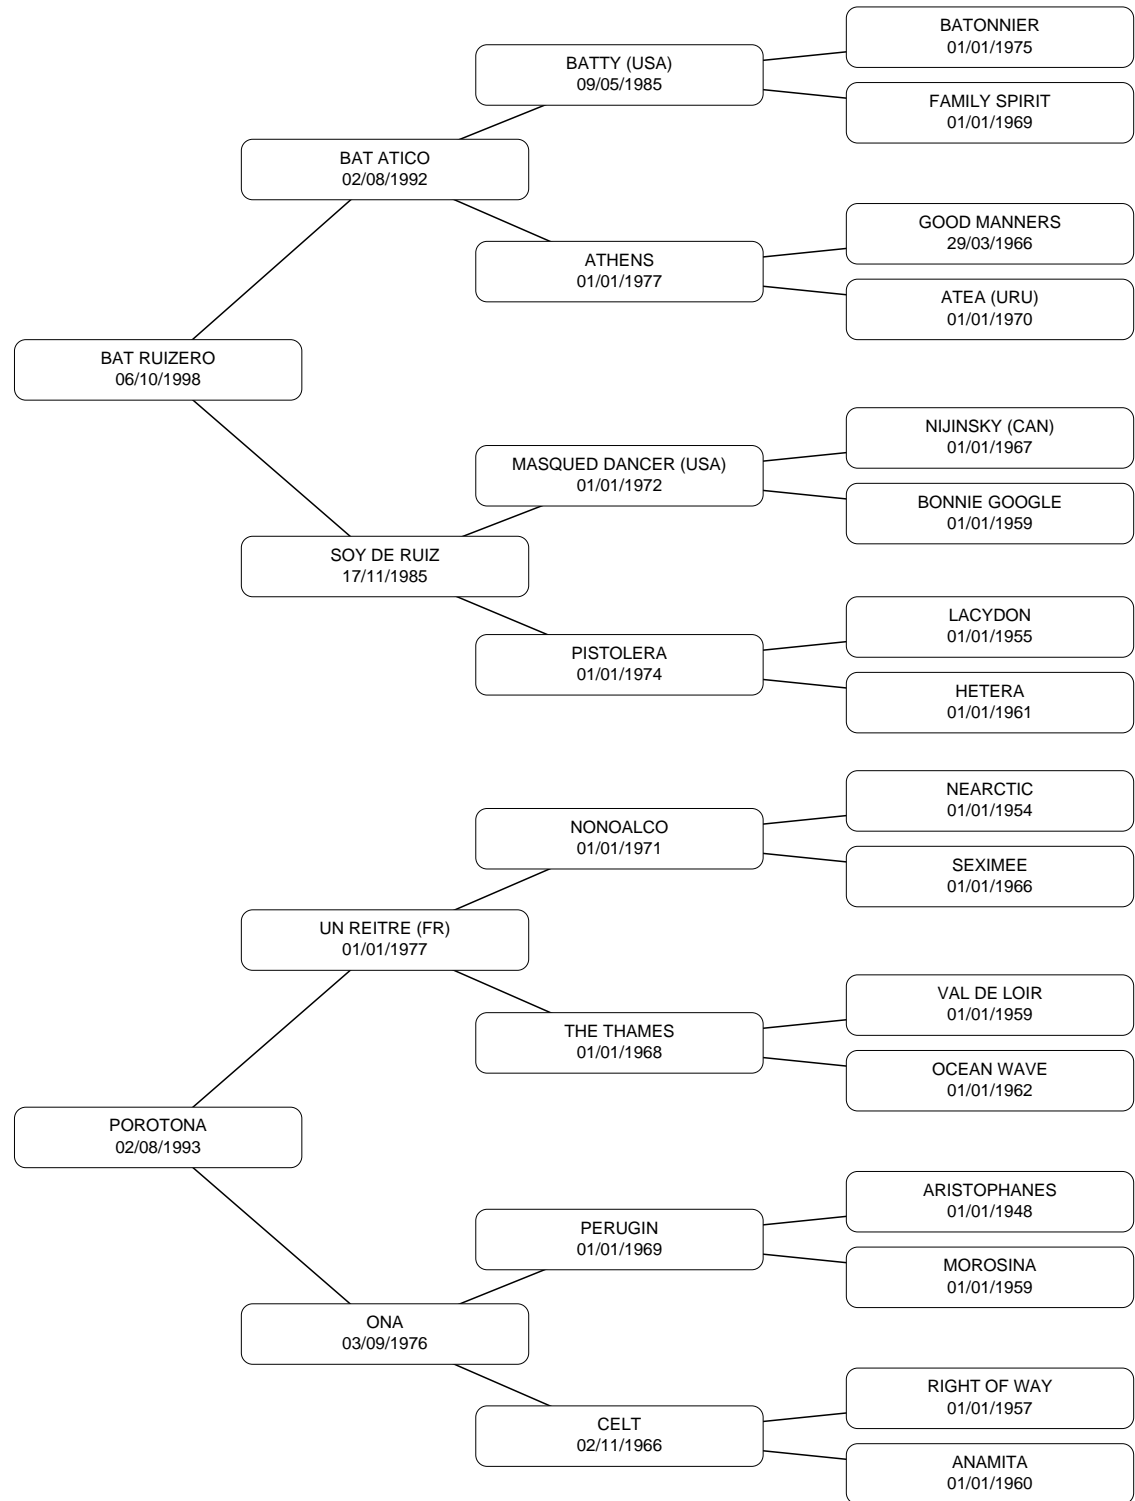 BATONNIER
01/01/1975
BATTY (USA)
09/05/1985
FAMILY SPIRIT
01/01/1969
BAT ATICO
02/08/1992
GOOD MANNERS
29/03/1966
ATHENS
01/01/1977
ATEA (URU)
01/01/1970
BAT RUIZERO
06/10/1998
NIJINSKY (CAN)
01/01/1967
MASQUED DANCER (USA)
01/01/1972
BONNIE GOOGLE
01/01/1959
SOY DE RUIZ
17/11/1985
LACYDON
01/01/1955
PISTOLERA
01/01/1974
HETERA
01/01/1961
NEARCTIC
01/01/1954
NONOALCO
01/01/1971
SEXIMEE
01/01/1966
UN REITRE (FR)
01/01/1977
VAL DE LOIR
01/01/1959
THE THAMES
01/01/1968
OCEAN WAVE
01/01/1962
POROTONA
02/08/1993
ARISTOPHANES
01/01/1948
PERUGIN
01/01/1969
MOROSINA
01/01/1959
ONA
03/09/1976
RIGHT OF WAY
01/01/1957
CELT
02/11/1966
ANAMITA
01/01/1960